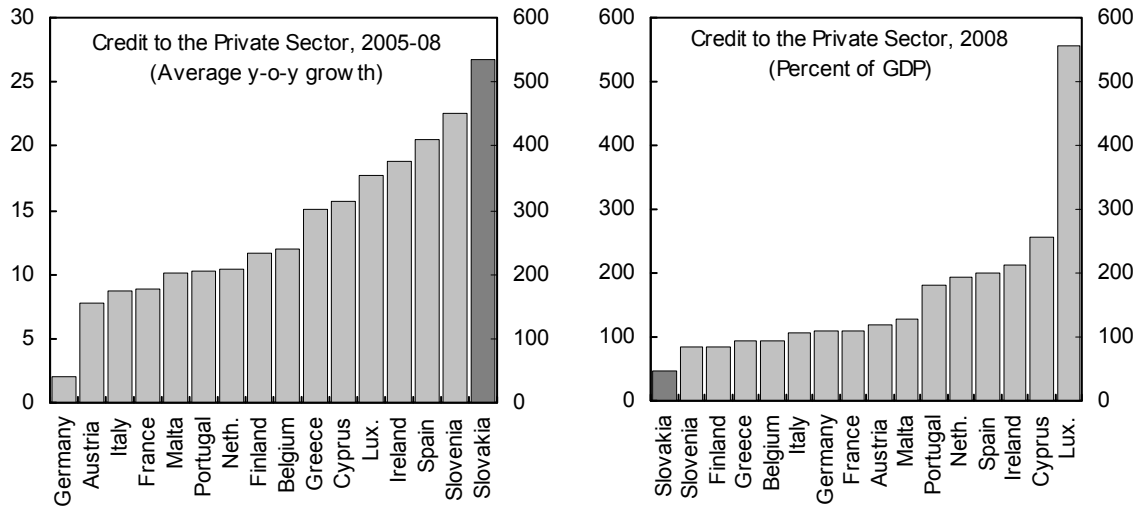 Credit to the Private Sector, 2005-08
(Average y-o-y growth)
30
25
20
15
10
5
0
600
500
400
300
200
100
0
Germany
Austria
Italy
France
Malta
Portugal
Neth.
Finland
Belgium
Greece
Cyprus
Lux.
Ireland
Spain
Slovenia
Slovakia
Credit to the Private Sector, 2008
(Percent of GDP)
600
500
400
300
200
100
0
600
500
400
300
200
100
0
Slovakia
Slovenia
Finland
Greece
Belgium
Italy
Germany
France
Austria
Malta
Portugal
Neth.
Spain
Ireland
Cyprus
Lux.